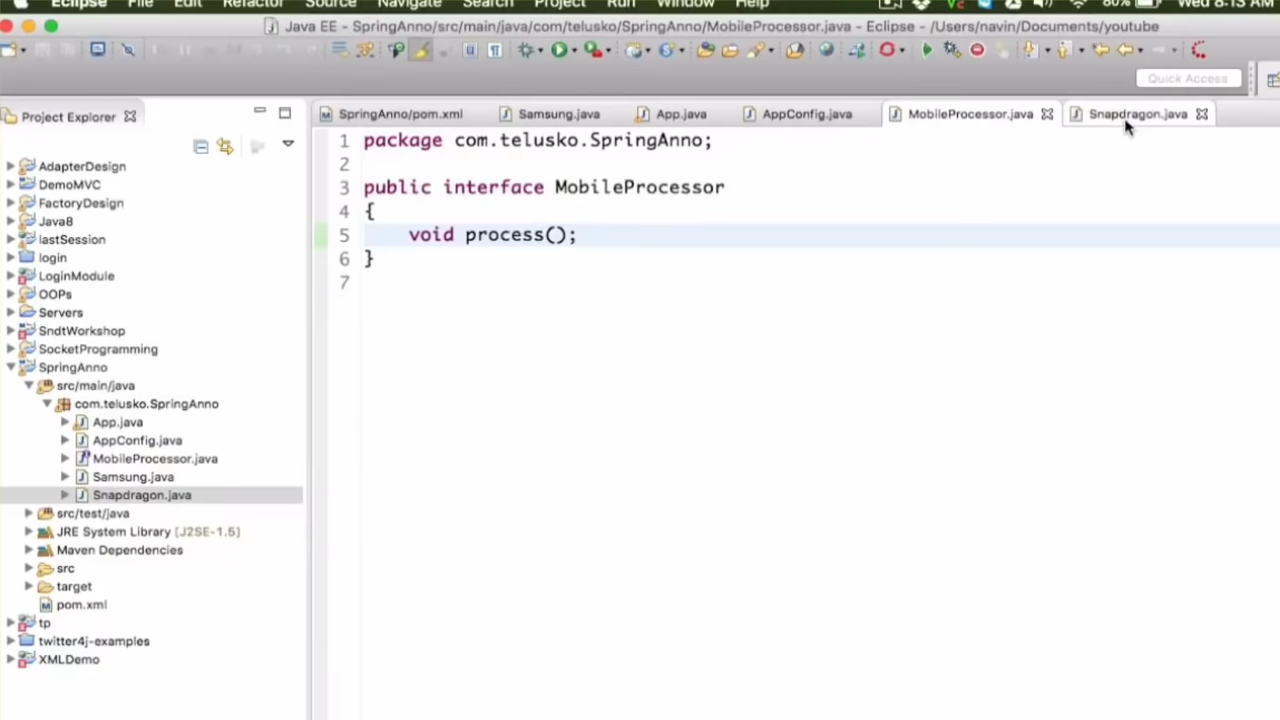 Eclipse File Edit Refactor Source Navigate Search Project Run Window Help 80% Wed 8:13 AM
Java EE - SpringAnno/src/main/java/com/telusko/SpringAnno/MobileProcessor.java - Eclipse - /Users/navin/Documents/youtube
Quick Access
Project Explorer
SpringAnno/pom.xml Samsung.java App.java AppConfig.java MobileProcessor.java Snapdragon.java
AdapterDesign
DemoMVC
FactoryDesign
Java8
lastSession
login
LoginModule
OOPs
Servers
SndtWorkshop
SocketProgramming
SpringAnno
src/main/java
com.telusko.SpringAnno
App.java
AppConfig.java
MobileProcessor.java
Samsung.java
Snapdragon.java
src/test/java
JRE System Library [J2SE-1.5]
Maven Dependencies
src
target
pom.xml
tp
twitter4j-examples
XMLDemo
1 package com.telusko.SpringAnno;
2
3 public interface MobileProcessor
4 {
5 void process();
6 }
7